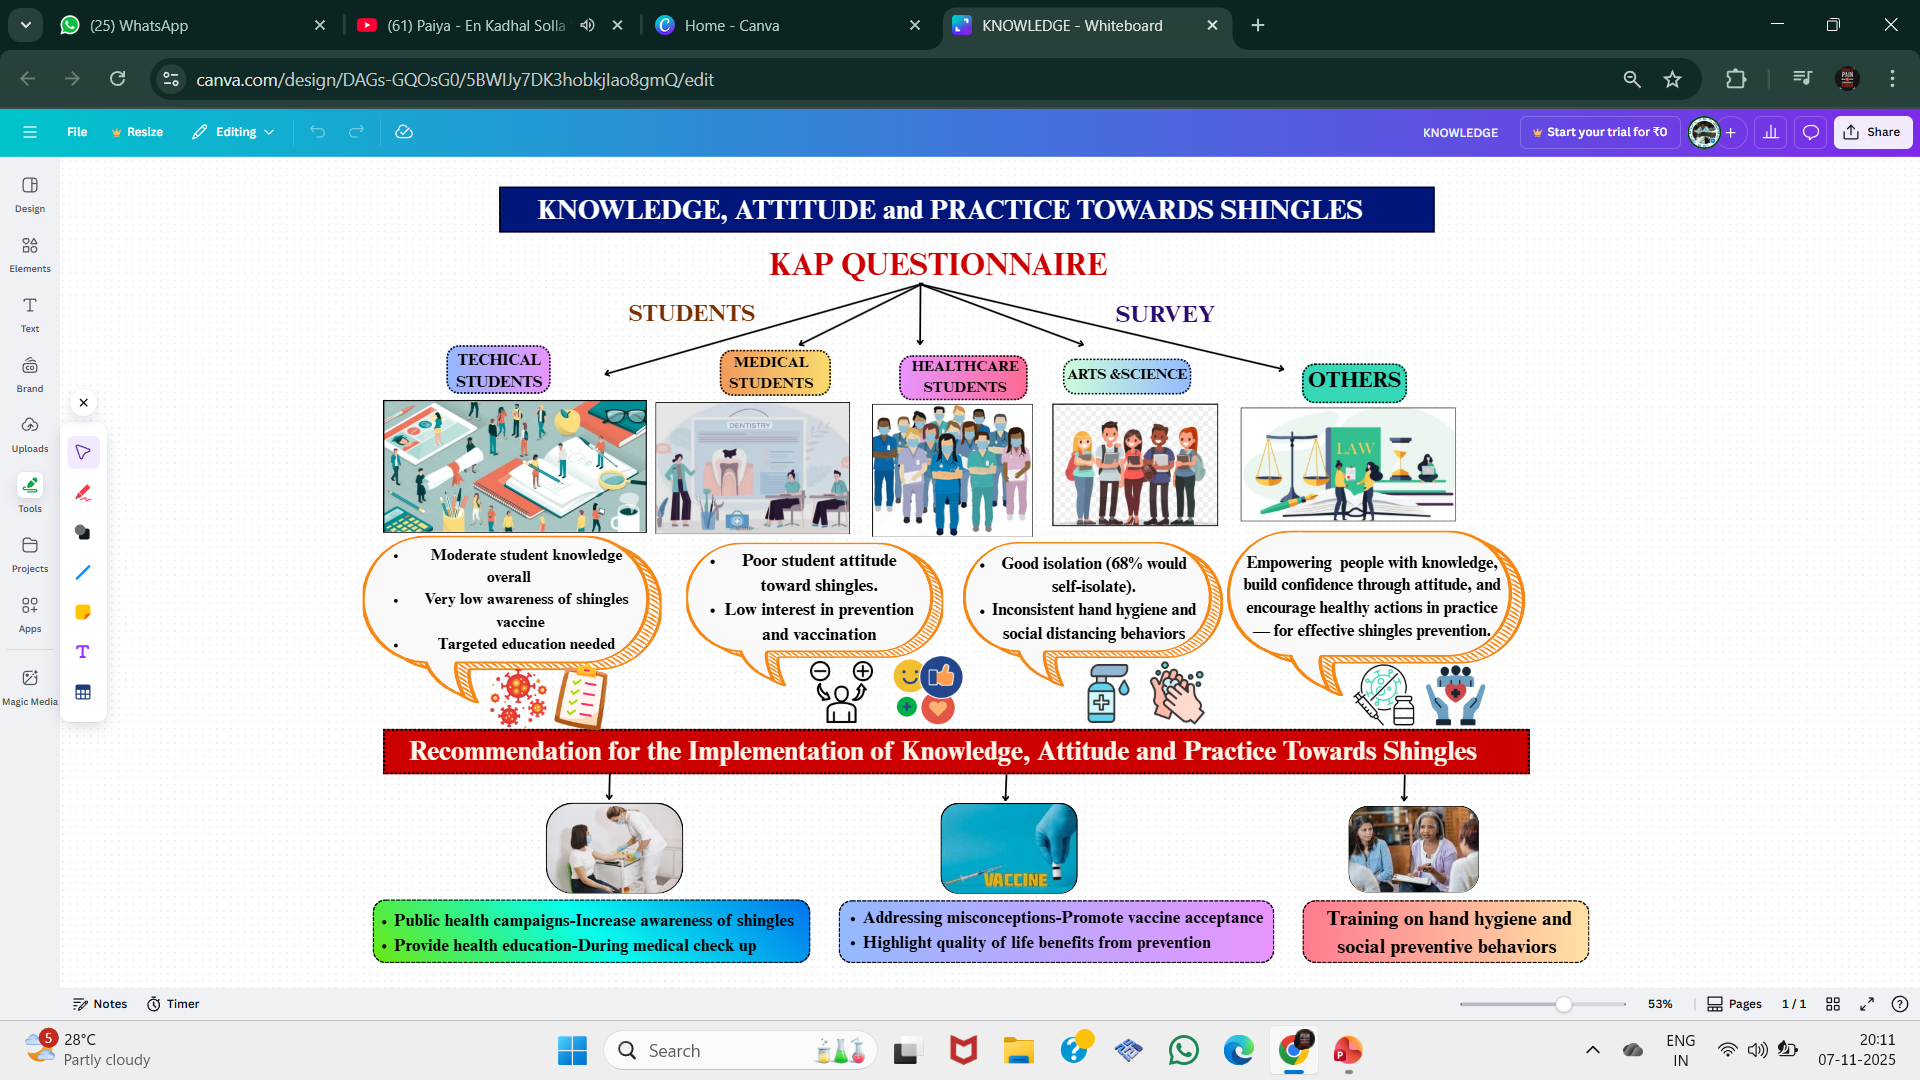 (25) WhatsApp
(61) Paiya - En Kadhal Solla
Home - Canva
KNOWLEDGE - Whiteboard
canva.com/design/DAGs-GQOsG0/5BWIJy7DK3hobkjIao8gmQ/edit
File
Resize
Editing
KNOWLEDGE
Start your trial for ₹0
Share
Design
Elements
Text
Brand
Uploads
Tools
Projects
Apps
Magic Media
KNOWLEDGE, ATTITUDE and PRACTICE TOWARDS SHINGLES
KAP QUESTIONNAIRE
STUDENTS
SURVEY
TECHICAL
STUDENTS
MEDICAL
STUDENTS
HEALTHCARE
STUDENTS
ARTS &SCIENCE
OTHERS
DENTISTRY
LAW
• Moderate student knowledge
overall
• Very low awareness of shingles
vaccine
• Targeted education needed
• Poor student attitude
toward shingles.
• Low interest in prevention
and vaccination
• Good isolation (68% would
self-isolate).
• Inconsistent hand hygiene and
social distancing behaviors
Empowering people with knowledge,
build confidence through attitude, and
encourage healthy actions in practice
— for effective shingles prevention.
Recommendation for the Implementation of Knowledge, Attitude and Practice Towards Shingles
VACCINE
• Public health campaigns-Increase awareness of shingles
• Provide health education-During medical check up
• Addressing misconceptions-Promote vaccine acceptance
• Highlight quality of life benefits from prevention
Training on hand hygiene and
social preventive behaviors
Notes
Timer
53%
Pages
1 / 1
5
28°C
Partly cloudy
Search
ENG
IN
20:11
07-11-2025